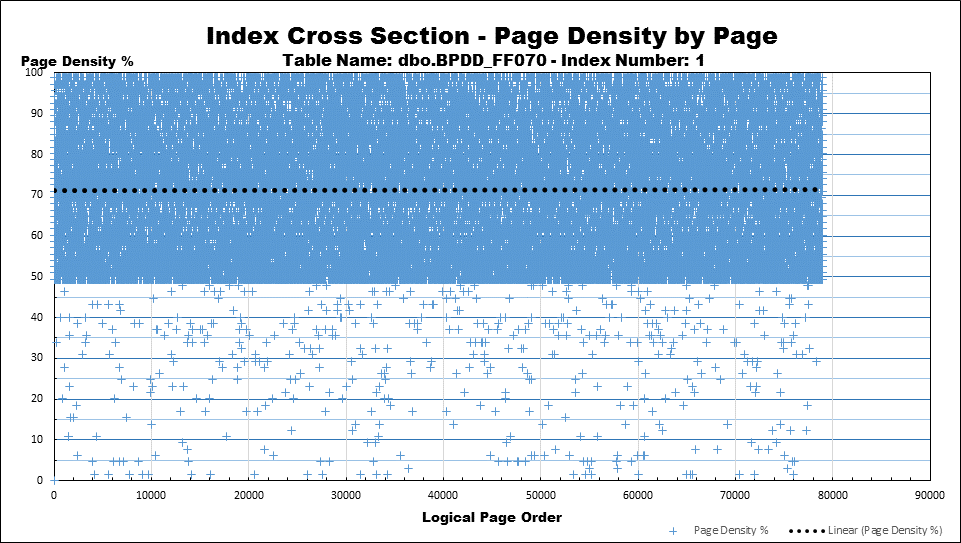 Index Cross Section - Page Density by Page
Table Name: dbo.BPDD_FF070 - Index Number: 1
Page Density %
100
90
80
70
60
50
40
30
20
10
0
0 10000 20000 30000 40000 50000 60000 70000 80000 90000
Logical Page Order
Page Density % Linear (Page Density %)